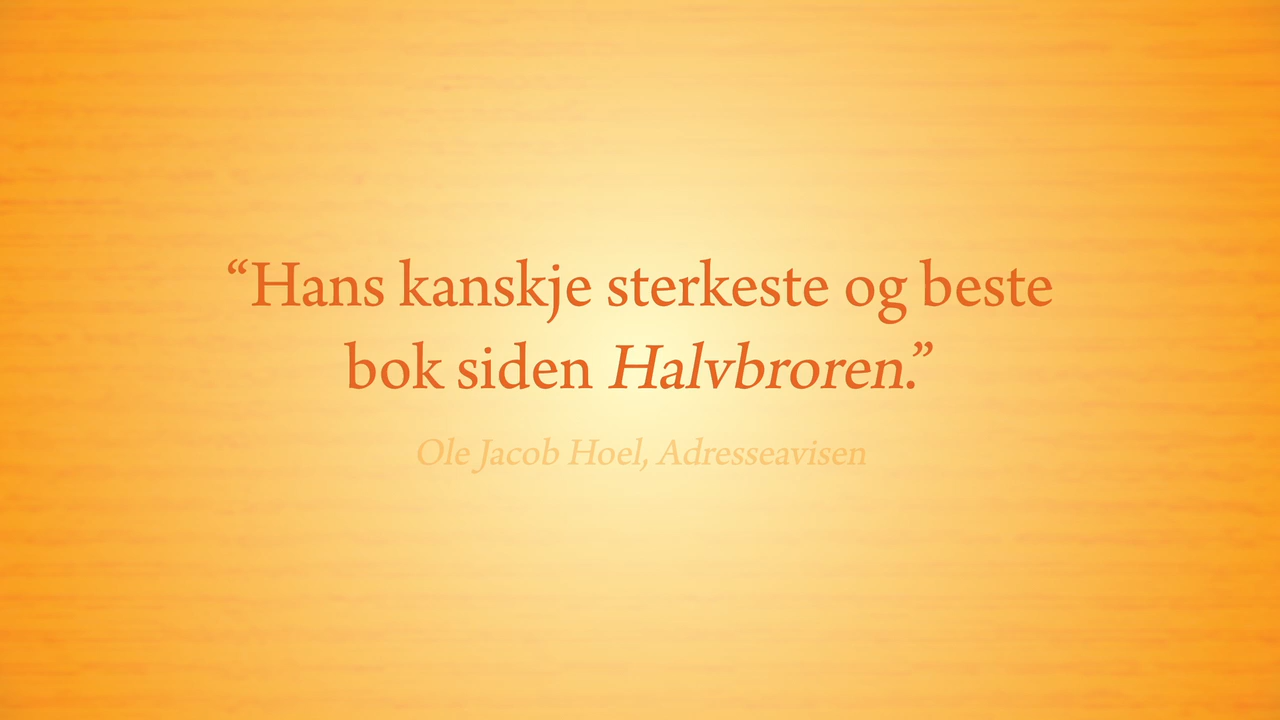 “Hans kanskje sterkeste og beste
bok siden Halvbroren.”
Ole Jacob Hoel, Adresseavisen